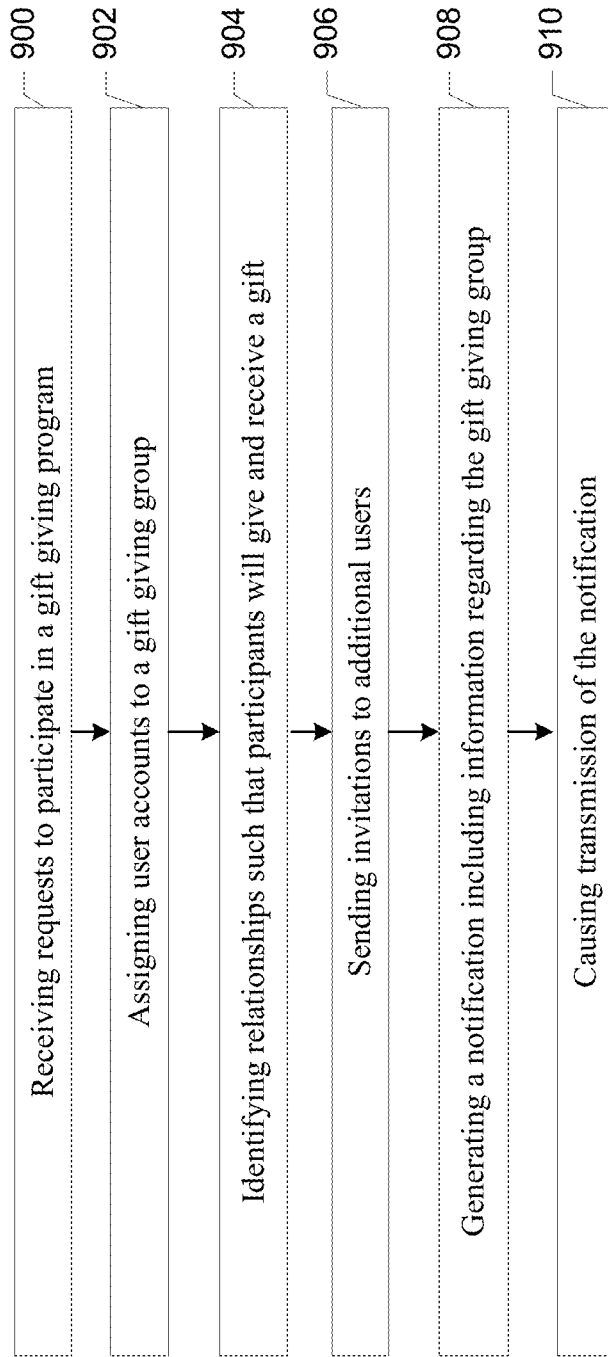 Receiving requests to participate in a gift giving program
900
Assigning user accounts to a gift giving group
902
Identifying relationships such that participants will give and receive a gift
904
Sending invitations to additional users
906
Generating a notification including information regarding the gift giving group
908
Causing transmission of the notification
910